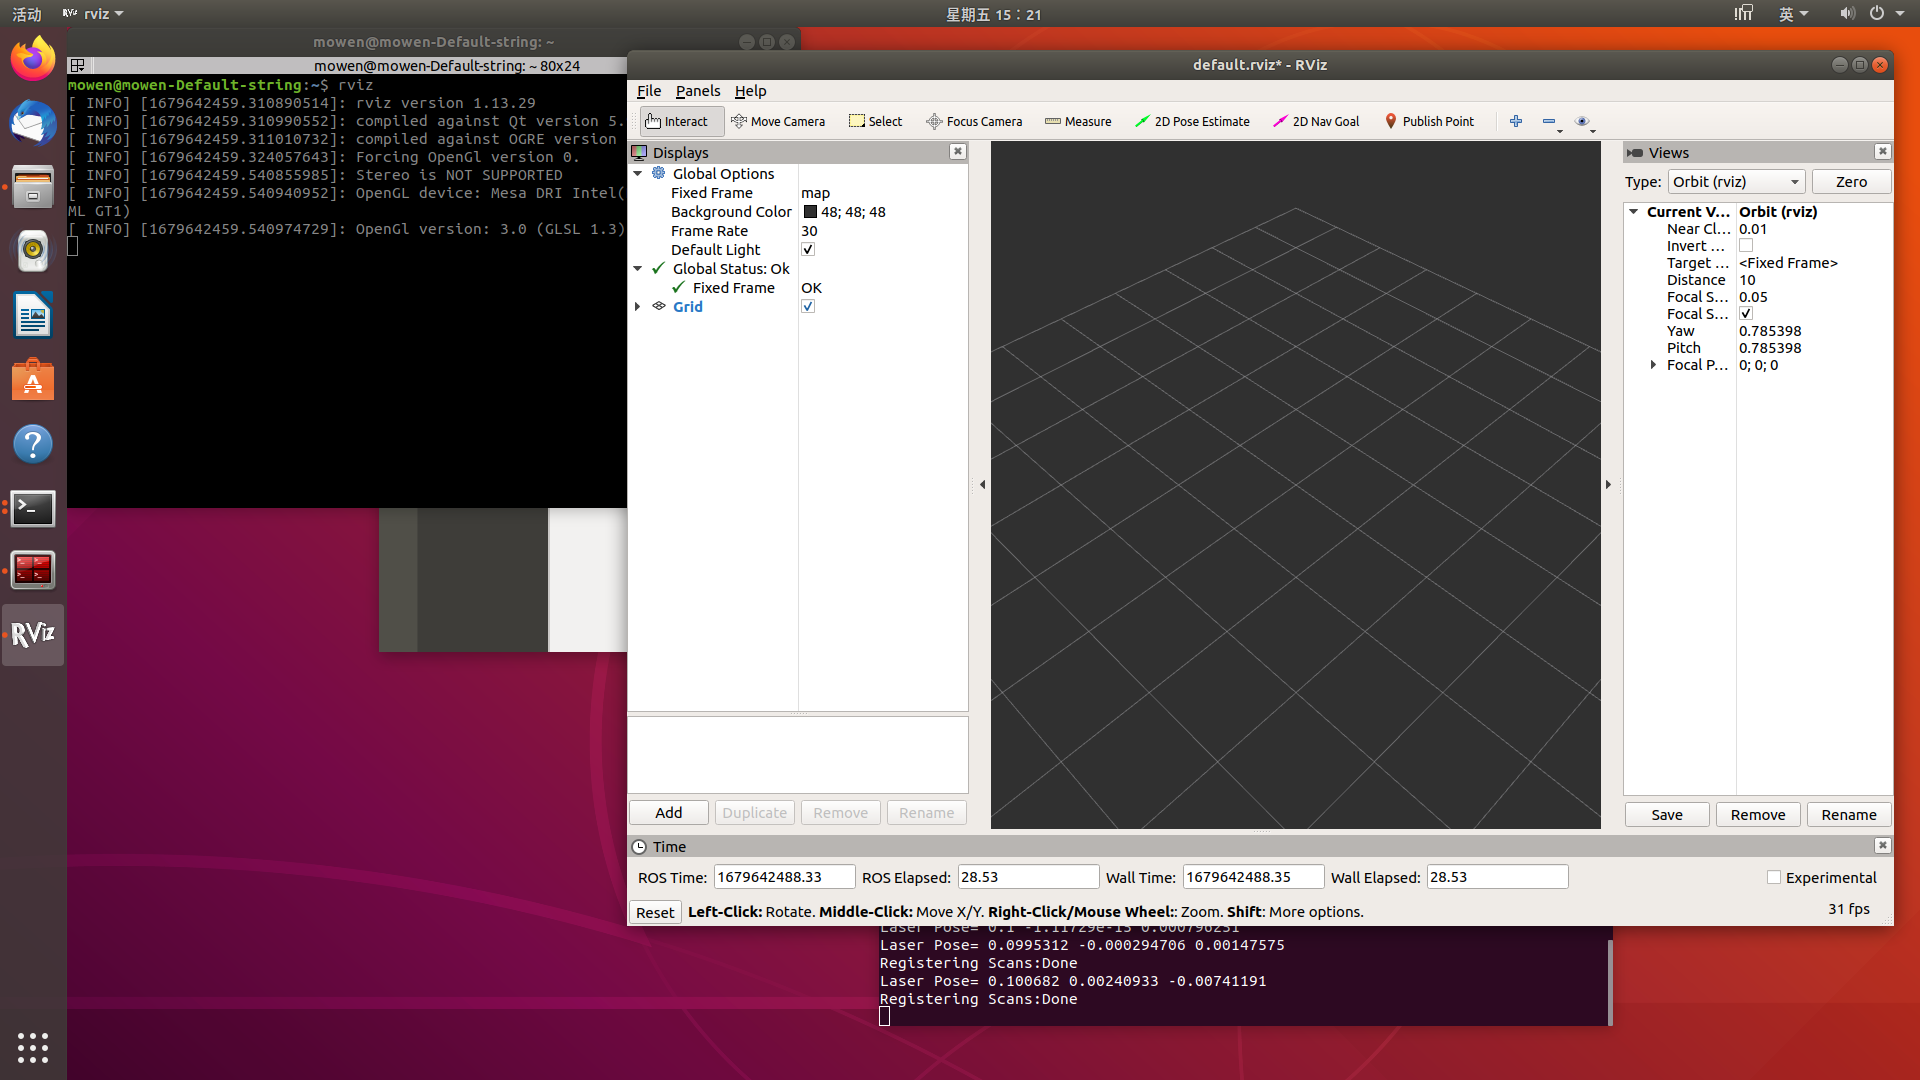 活动 RViz rviz 星期五 15：21 英
mowen@mowen-Default-string: ~
mowen@mowen-Default-string: ~ 80x24
mowen@mowen-Default-string:~$ rviz
[ INFO] [1679642459.310890514]: rviz version 1.13.29
[ INFO] [1679642459.310990552]: compiled against Qt version 5.
[ INFO] [1679642459.311010732]: compiled against OGRE version
[ INFO] [1679642459.324057643]: Forcing OpenGl version 0.
[ INFO] [1679642459.540855985]: Stereo is NOT SUPPORTED
[ INFO] [1679642459.540940952]: OpenGL device: Mesa DRI Intel(
ML GT1)
[ INFO] [1679642459.540974729]: OpenGl version: 3.0 (GLSL 1.3)
RViz
default.rviz* - RViz
File Panels Help
Interact Move Camera Select Focus Camera Measure 2D Pose Estimate 2D Nav Goal Publish Point
Displays
Global Options
Fixed Frame map
Background Color 48; 48; 48
Frame Rate 30
Default Light
Global Status: Ok
Fixed Frame OK
Grid
Add Duplicate Remove Rename
Views
Type: Orbit (rviz) Zero
Current V... Orbit (rviz)
Near Cl... 0.01
Invert ...
Target ... <Fixed Frame>
Distance 10
Focal S... 0.05
Focal S...
Yaw 0.785398
Pitch 0.785398
Focal P... 0; 0; 0
Save Remove Rename
Time
ROS Time: 1679642488.33 ROS Elapsed: 28.53 Wall Time: 1679642488.35 Wall Elapsed: 28.53 Experimental
Reset Left-Click: Rotate. Middle-Click: Move X/Y. Right-Click/Mouse Wheel:: Zoom. Shift: More options. 31 fps
Laser Pose= 0.1 -1.11729e-15 0.000796251
Laser Pose= 0.0995312 -0.000294706 0.00147575
Registering Scans:Done
Laser Pose= 0.100682 0.00240933 -0.00741191
Registering Scans:Done